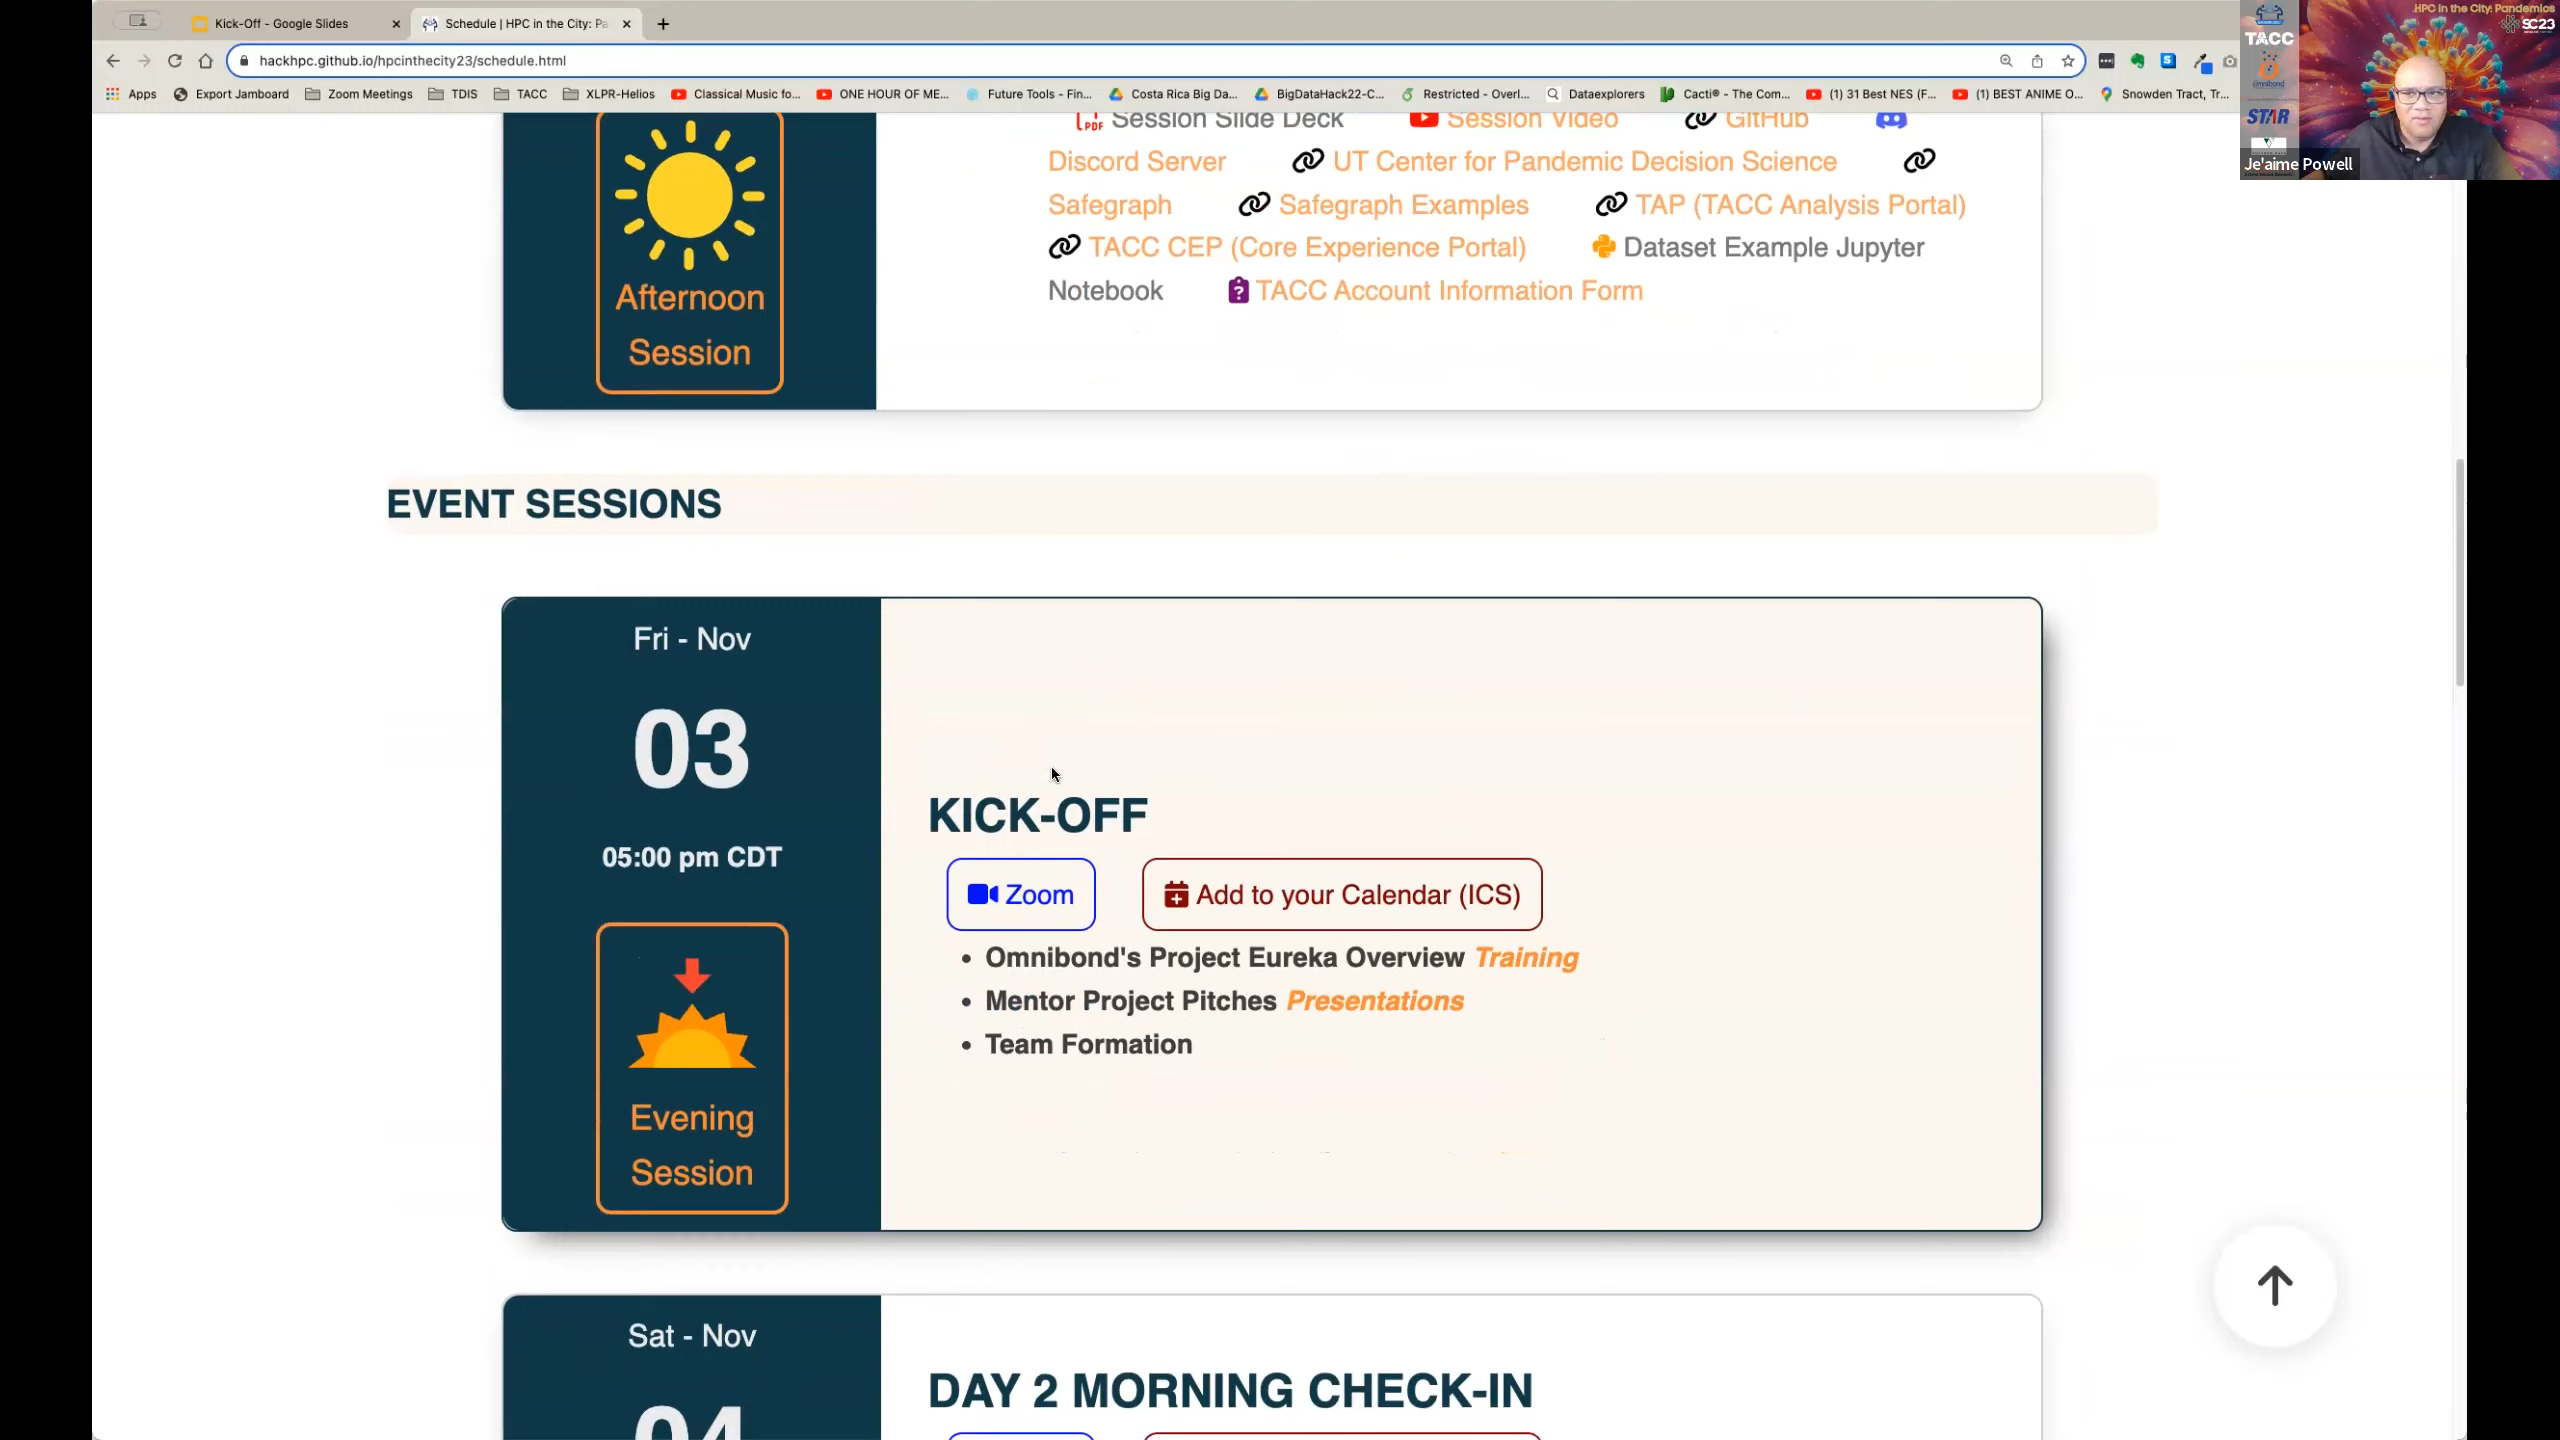 Kick-Off - Google Slides
Schedule | HPC in the City: Pa
hackhpc.github.io/hpcinthecity23/schedule.html
Apps Export Jamboard Zoom Meetings TDIS TACC XLPR-Helios Classical Music fo... ONE HOUR OF ME... Future Tools - Fin... Costa Rica Big Da... BigDataHack22-C... Restricted - Overl... Dataexplorers Cacti® - The Com... (1) 31 Best NES (F... (1) BEST ANIME O... Snowden Tract, Tr...
HPC in the City: Pandemics
SC23
TACC
Omnibond
STAR
Je'aime Powell
Session Slide Deck Session Video GitHub
Discord Server UT Center for Pandemic Decision Science
Safegraph Safegraph Examples TAP (TACC Analysis Portal)
TACC CEP (Core Experience Portal) Dataset Example Jupyter
Notebook TACC Account Information Form
Afternoon
Session
EVENT SESSIONS
Fri - Nov
03
05:00 pm CDT
Evening
Session
KICK-OFF
Zoom Add to your Calendar (ICS)
• Omnibond's Project Eureka Overview Training
• Mentor Project Pitches Presentations
• Team Formation
Sat - Nov
04
DAY 2 MORNING CHECK-IN